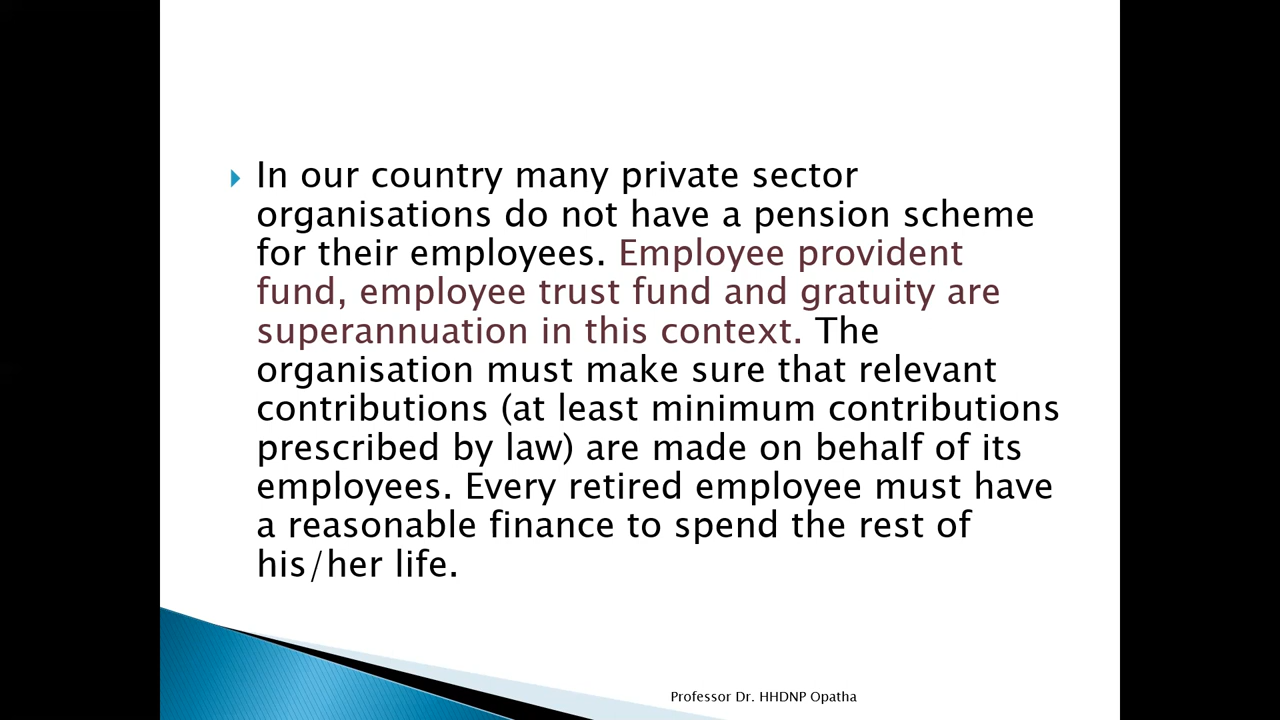 In our country many private sector
organisations do not have a pension scheme
for their employees. Employee provident
fund, employee trust fund and gratuity are
superannuation in this context. The
organisation must make sure that relevant
contributions (at least minimum contributions
prescribed by law) are made on behalf of its
employees. Every retired employee must have
a reasonable finance to spend the rest of
his/her life.
Professor Dr. HHDNP Opatha